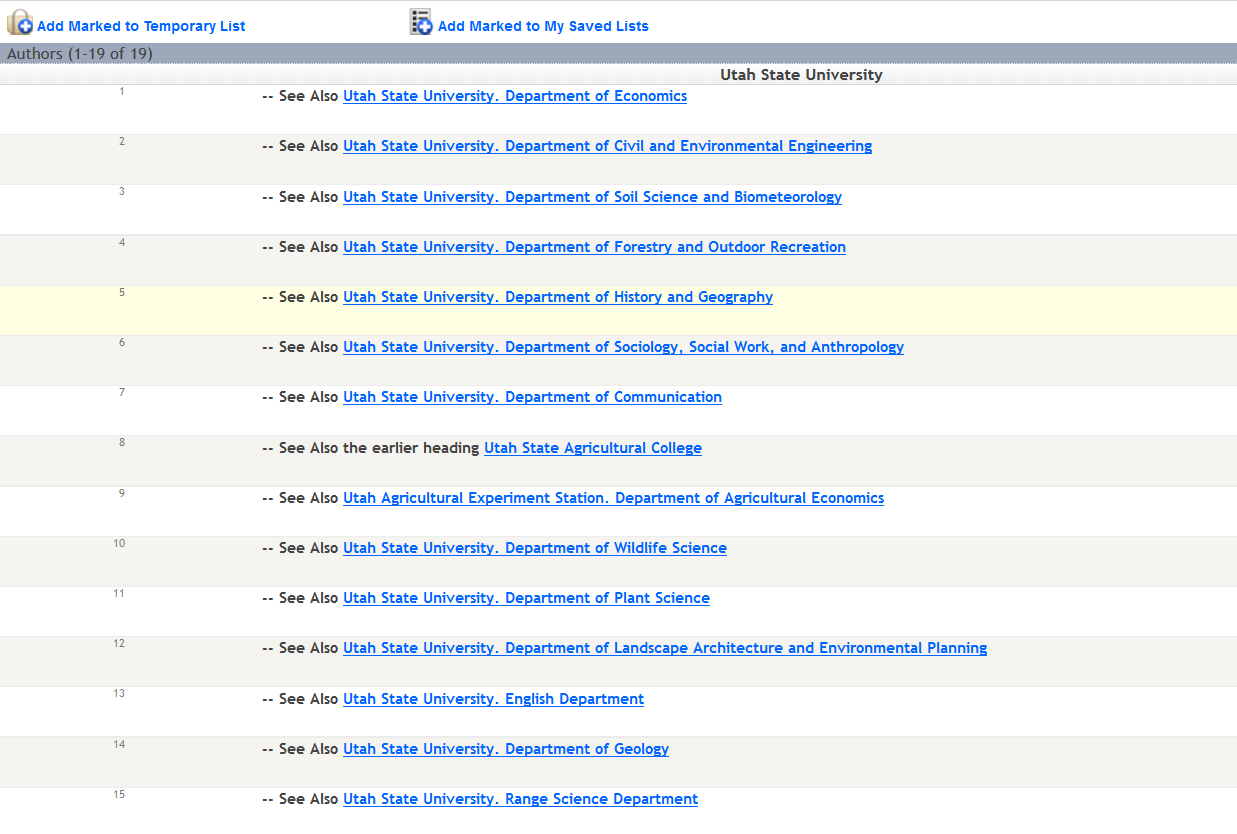 Add Marked to Temporary List Add Marked to My Saved Lists
Authors (1-19 of 19)
Utah State University
1 -- See Also Utah State University. Department of Economics
2 -- See Also Utah State University. Department of Civil and Environmental Engineering
3 -- See Also Utah State University. Department of Soil Science and Biometeorology
4 -- See Also Utah State University. Department of Forestry and Outdoor Recreation
5 -- See Also Utah State University. Department of History and Geography
6 -- See Also Utah State University. Department of Sociology, Social Work, and Anthropology
7 -- See Also Utah State University. Department of Communication
8 -- See Also the earlier heading Utah State Agricultural College
9 -- See Also Utah Agricultural Experiment Station. Department of Agricultural Economics
10 -- See Also Utah State University. Department of Wildlife Science
11 -- See Also Utah State University. Department of Plant Science
12 -- See Also Utah State University. Department of Landscape Architecture and Environmental Planning
13 -- See Also Utah State University. English Department
14 -- See Also Utah State University. Department of Geology
15 -- See Also Utah State University. Range Science Department